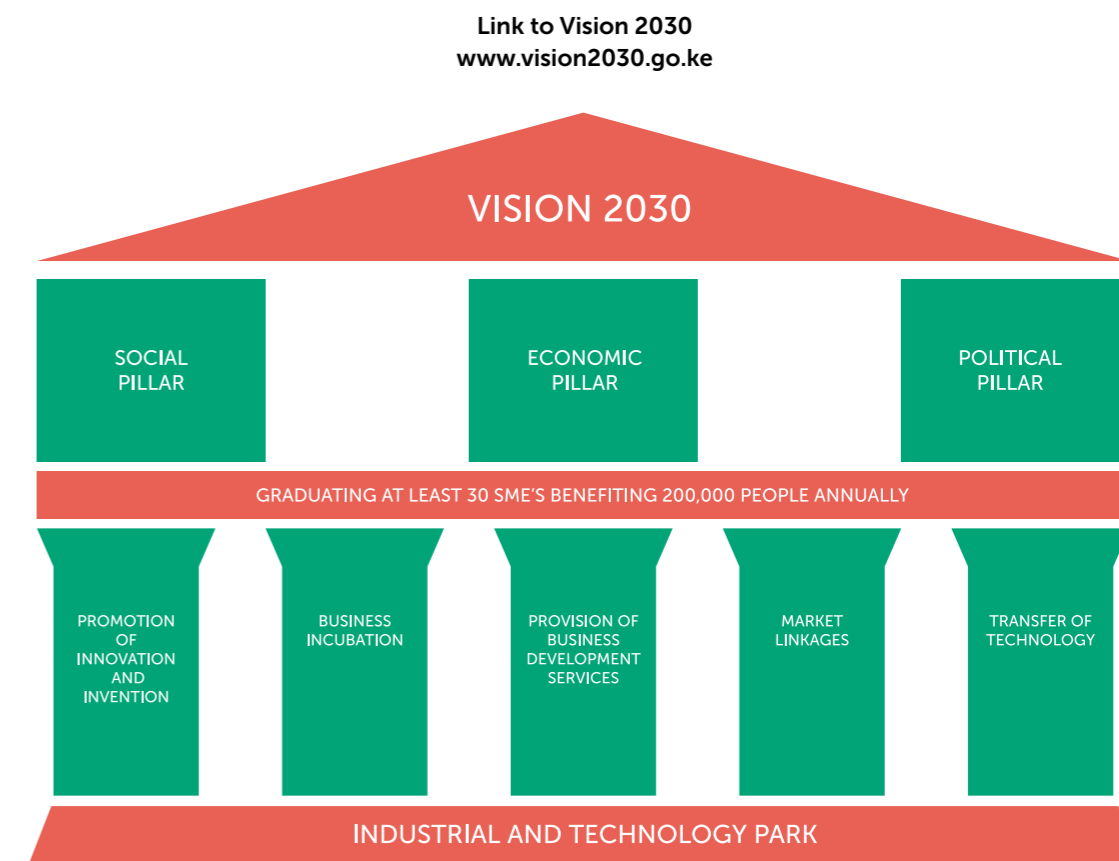 Link to Vision 2030
www.vision2030.go.ke
VISION 2030
SOCIAL
PILLAR
ECONOMIC
PILLAR
POLITICAL
PILLAR
GRADUATING AT LEAST 30 SME'S BENEFITING 200,000 PEOPLE ANNUALLY
PROMOTION
OF
INNOVATION
AND
INVENTION
BUSINESS
INCUBATION
PROVISION OF
BUSINESS
DEVELOPMENT
SERVICES
MARKET
LINKAGES
TRANSFER OF
TECHNOLOGY
INDUSTRIAL AND TECHNOLOGY PARK